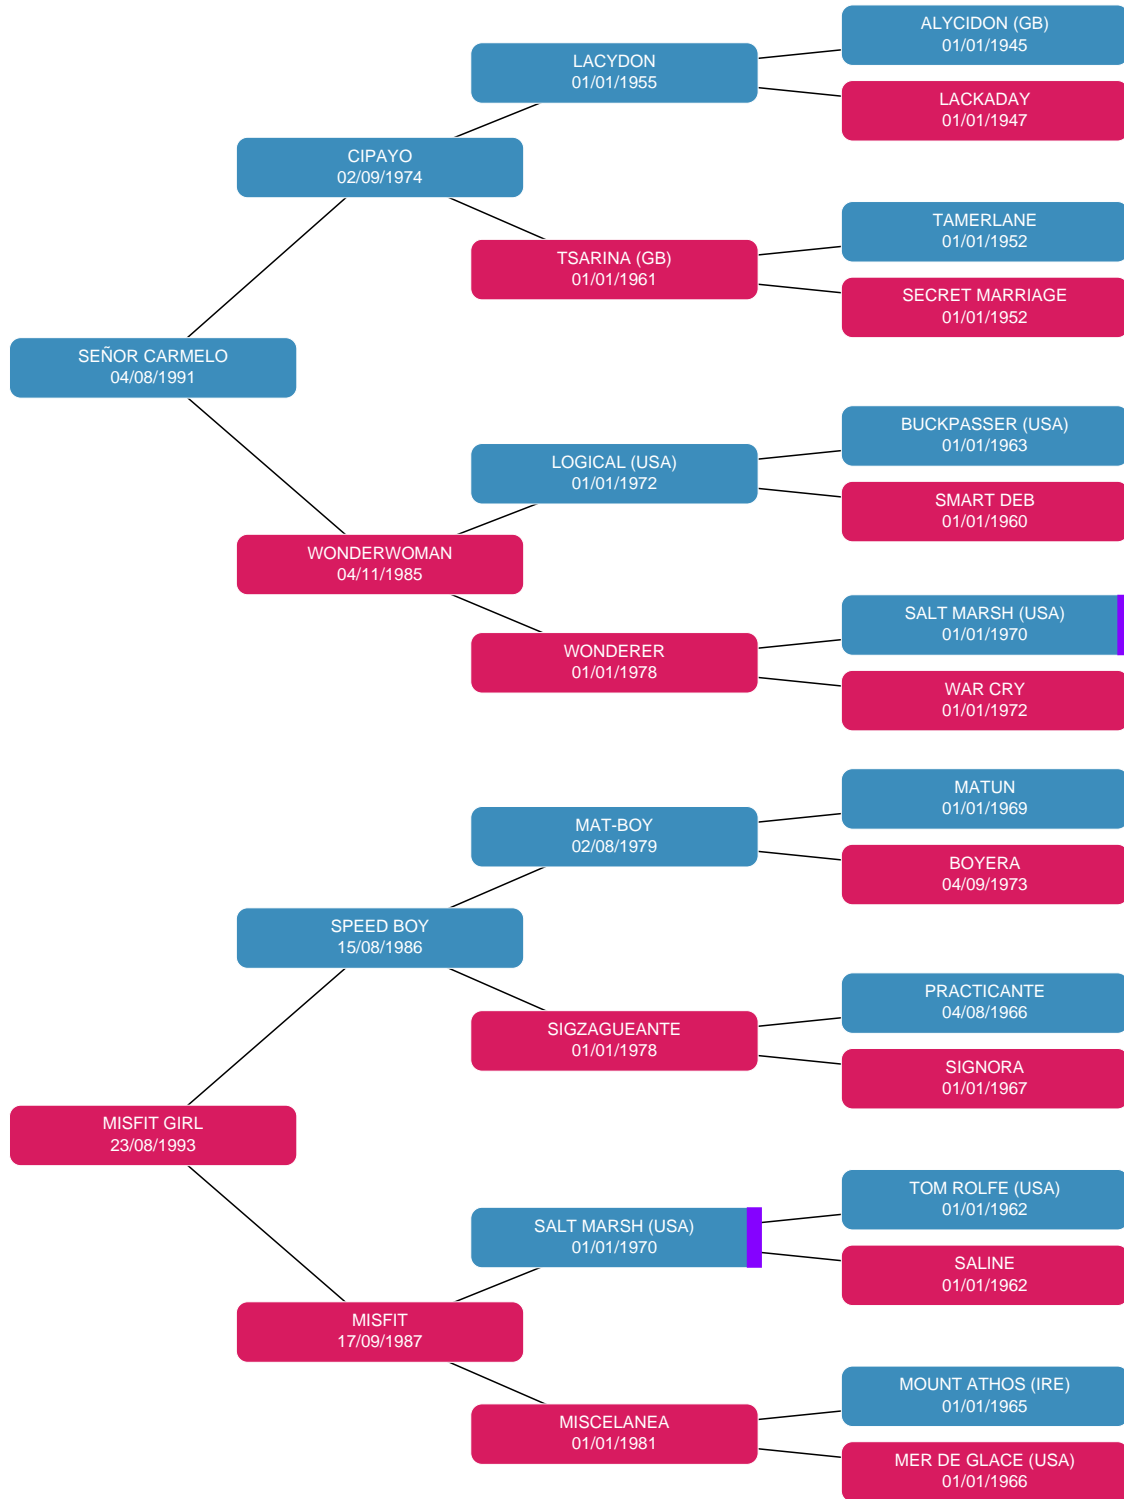 ALYCIDON (GB)
01/01/1945
LACYDON
01/01/1955
LACKADAY
01/01/1947
CIPAYO
02/09/1974
TAMERLANE
01/01/1952
TSARINA (GB)
01/01/1961
SECRET MARRIAGE
01/01/1952
SEÑOR CARMELO
04/08/1991
BUCKPASSER (USA)
01/01/1963
LOGICAL (USA)
01/01/1972
SMART DEB
01/01/1960
WONDERWOMAN
04/11/1985
SALT MARSH (USA)
01/01/1970
WONDERER
01/01/1978
WAR CRY
01/01/1972
MATUN
01/01/1969
MAT-BOY
02/08/1979
BOYERA
04/09/1973
SPEED BOY
15/08/1986
PRACTICANTE
04/08/1966
SIGZAGUEANTE
01/01/1978
SIGNORA
01/01/1967
MISFIT GIRL
23/08/1993
TOM ROLFE (USA)
01/01/1962
SALT MARSH (USA)
01/01/1970
SALINE
01/01/1962
MISFIT
17/09/1987
MOUNT ATHOS (IRE)
01/01/1965
MISCELANEA
01/01/1981
MER DE GLACE (USA)
01/01/1966